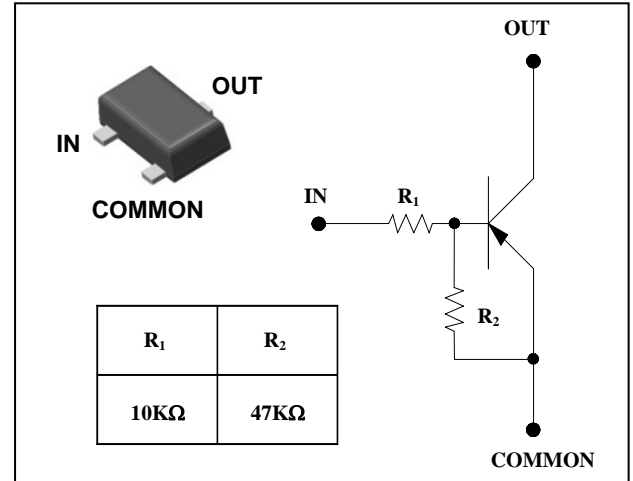 OUT
IN
COMMON
OUT
IN
R₁
R₂
COMMON
R₁ R₂
10KΩ 47KΩ